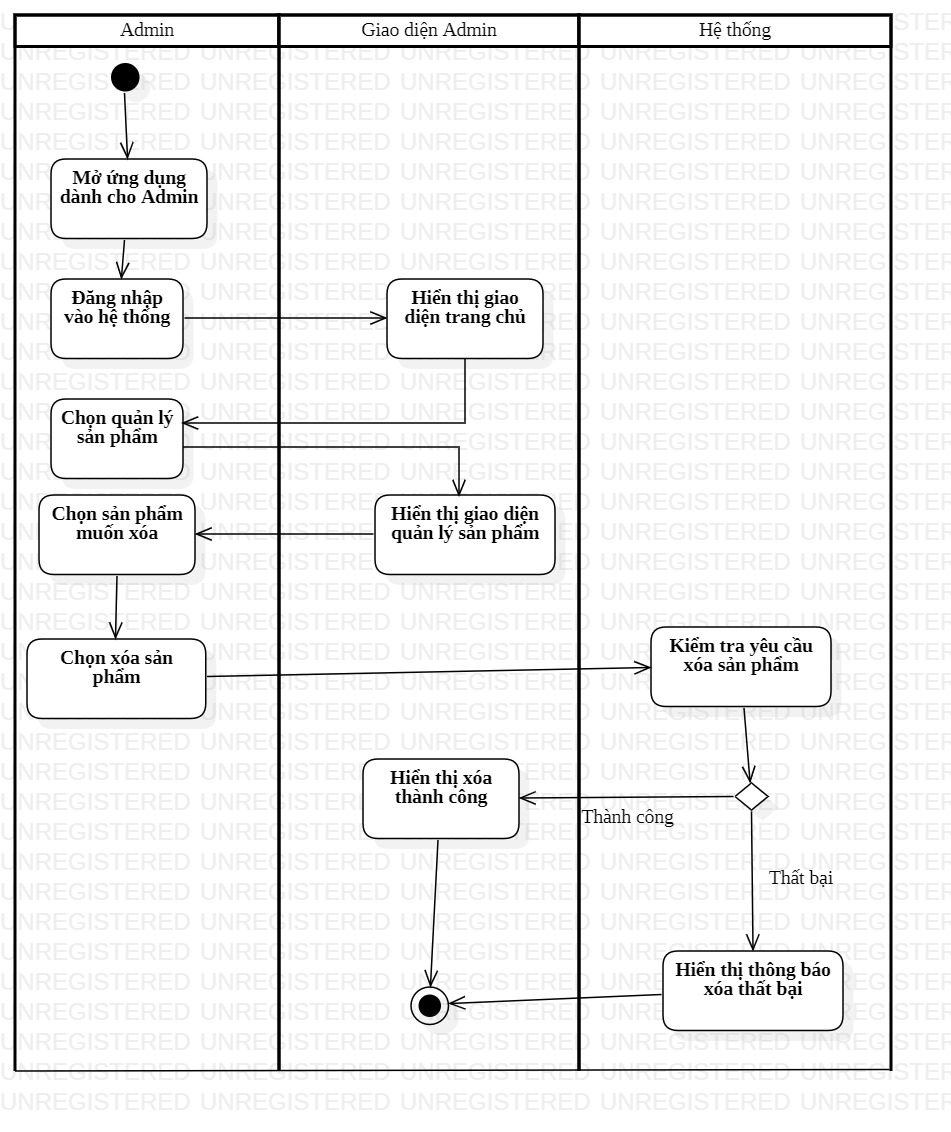 Admin
Giao diện Admin
Hệ thống
Mở ứng dụng
dành cho Admin
Đăng nhập
vào hệ thống
Hiển thị giao
diện trang chủ
Chọn quản lý
sản phẩm
Chọn sản phẩm
muốn xóa
Hiển thị giao diện
quản lý sản phẩm
Chọn xóa sản
phẩm
Kiểm tra yêu cầu
xóa sản phẩm
Hiển thị xóa
thành công
Thành công
Thất bại
Hiển thị thông báo
xóa thất bại